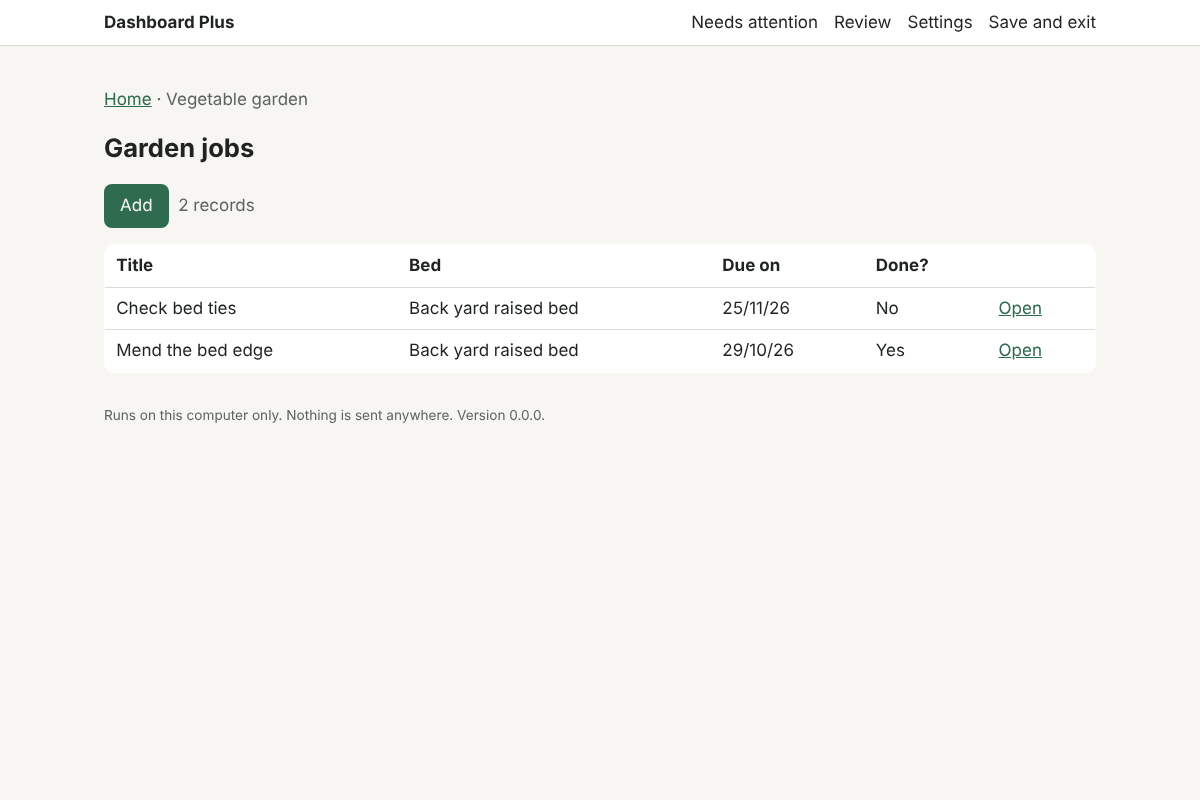 Dashboard Plus Needs attention Review Settings Save and exit
Home · Vegetable garden
Garden jobs
Add 2 records
Title Bed Due on Done?
Check bed ties Back yard raised bed 25/11/26 No Open
Mend the bed edge Back yard raised bed 29/10/26 Yes Open
Runs on this computer only. Nothing is sent anywhere. Version 0.0.0.